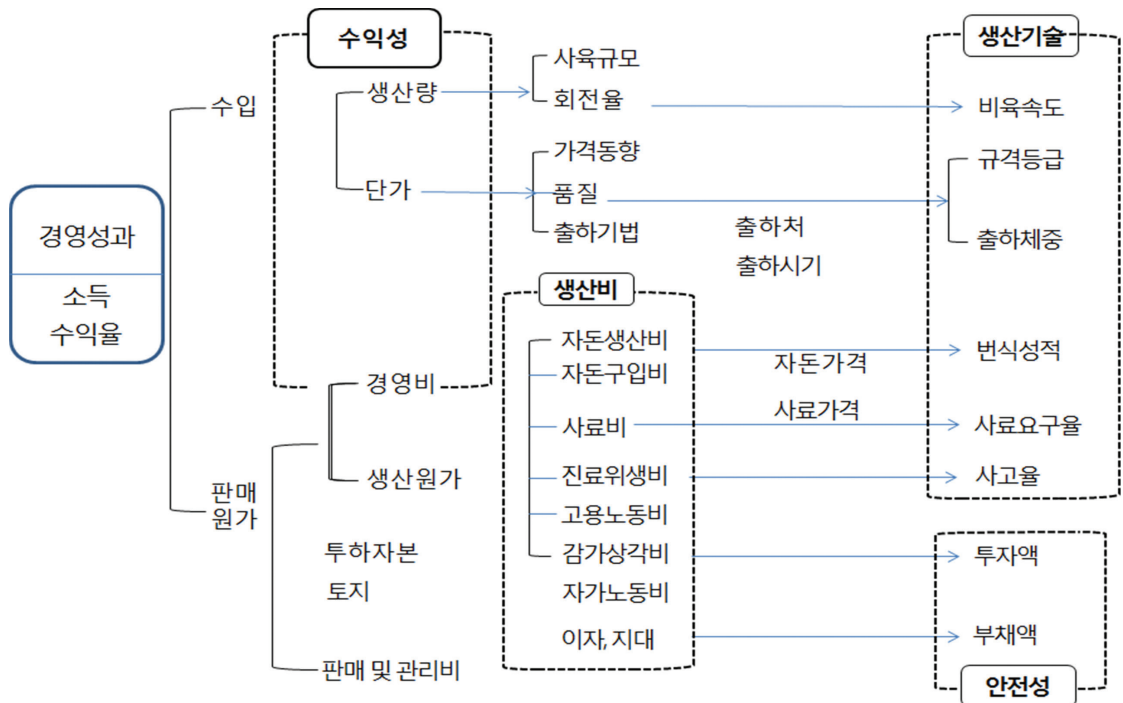 수익성
생산기술
수입
생산량
사육규모
회전율
비육속도
단가
가격동향
품질
출하기법
출하처
출하시기
규격등급
출하체중
경영성과
소득
수익율
생산비
자돈생산비
자돈구입비
자돈가격
번식성적
경영비
사료비
사료가격
사료요구율
판매
원가
생산원가
진료위생비
사고율
고용노동비
투하자본
토지
감가상각비
투자액
자가노동비
이자, 지대
부채액
판매 및 관리비
안전성